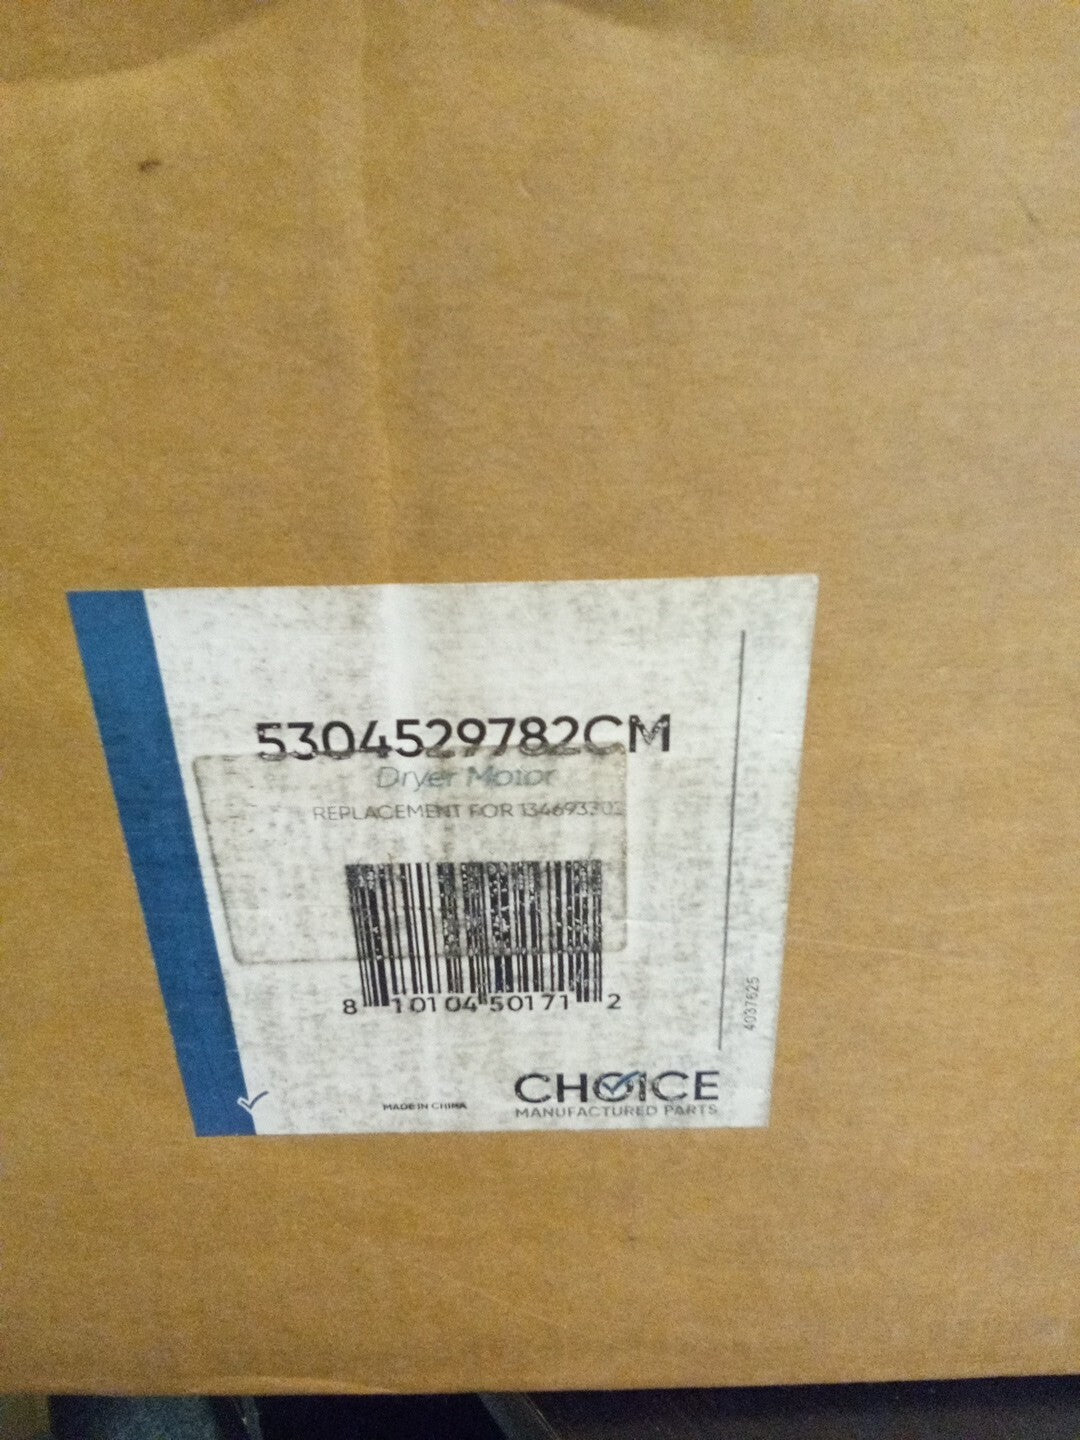 5304529782CM
Dryer Motor
REPLACEMENT FOR 134693302
8 10104 50171 2
4037625
MADE IN CHINA
CHOICE
MANUFACTURED PARTS